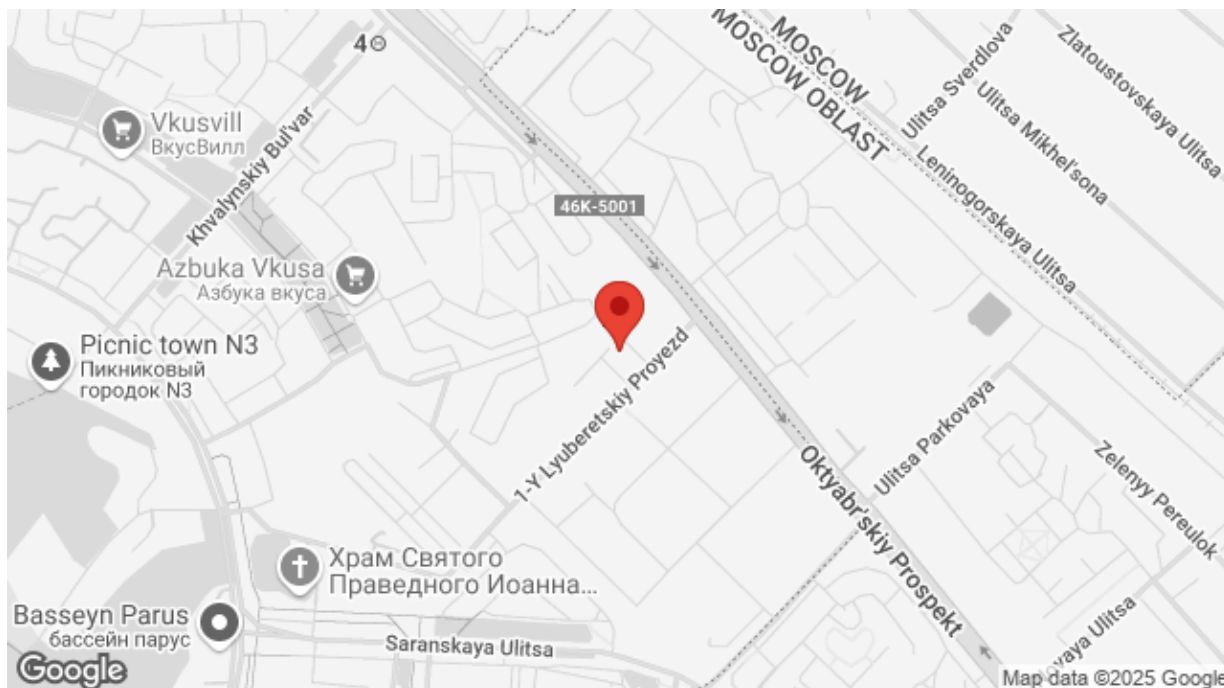 MOSCOW
MOSCOW OBLAST
Zlatoustovskaya Ulitsa
Ulitsa Sverdlova
Ulitsa Mikhel'sona
Leninogorskaya Ulitsa
4
Vkusvill
ВкусВилл
Khvalynskiy Bul'var
46K-5001
Azbuka Vkusa
Азбука вкуса
Picnic town N3
Пикниковый
городок N3
1-Y Lyuberetskiy Proyezd
Ulitsa Parkovaya
Zelenyy Pereulok
Oktyabr'skiy Prospekt
Храм Святого
Праведного Иоанна...
Basseyn Parus
бассейн парус
Saranskaya Ulitsa
Ulitsa
Google
Map data ©2025 Google